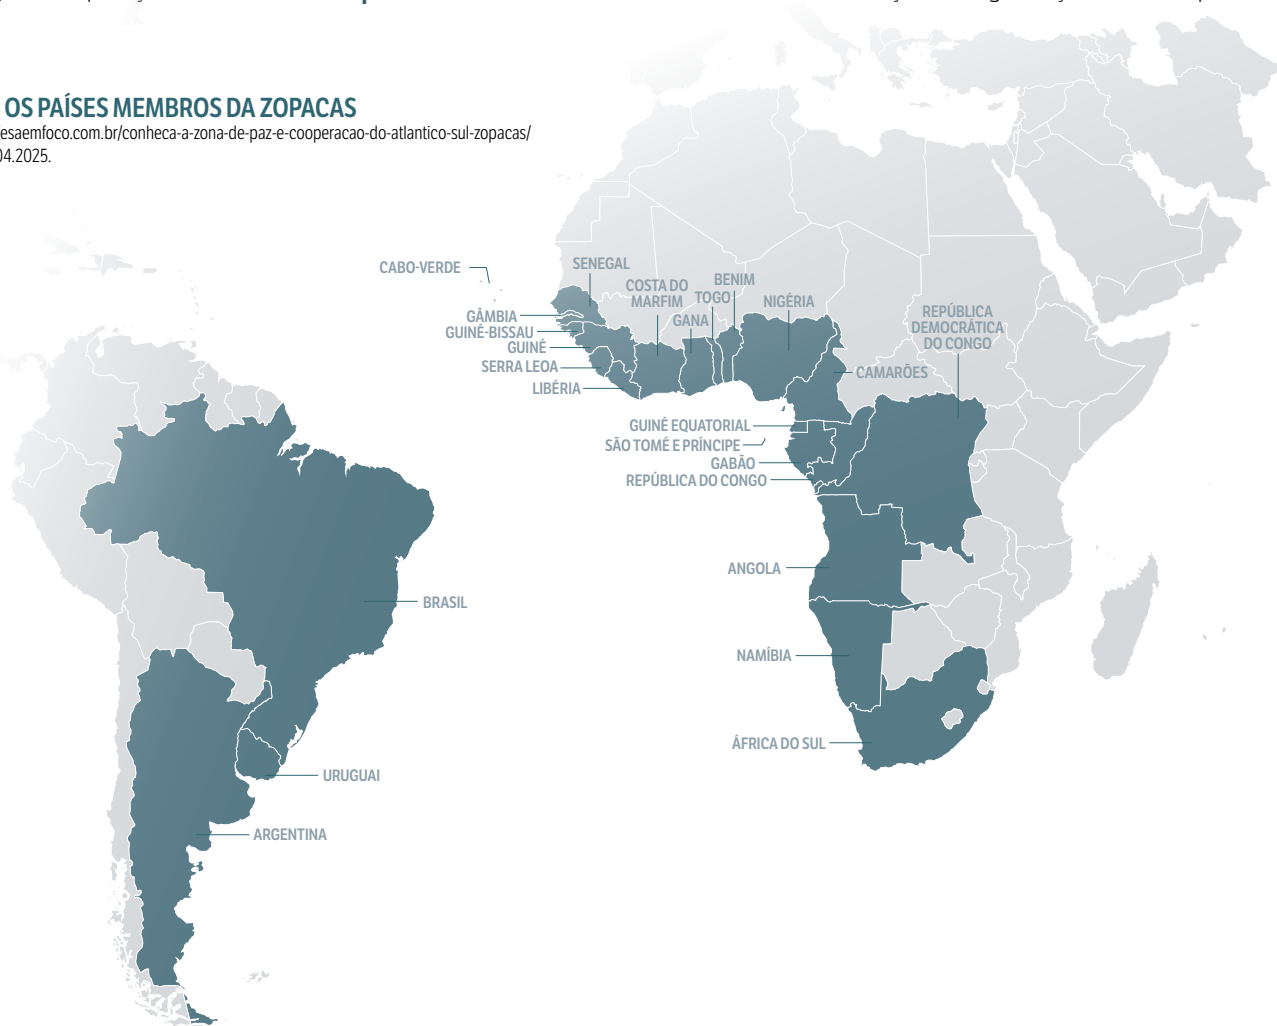 OS PAÍSES MEMBROS DA ZOPACAS
esaemfoco.com.br/conheca-a-zona-de-paz-e-cooperacao-do-atlantico-sul-zopacas/
04.2025.
CABO-VERDE
SENEGAL
COSTA DO
MARFIM
BENIM
TOGO
NIGÉRIA
GANA
GÂMBIA
GUINÉ-BISSAU
GUINÉ
SERRA LEOA
LIBÉRIA
REPÚBLICA
DEMOCRÁTICA
DO CONGO
CAMARÕES
GUINÉ EQUATORIAL
SÃO TOMÉ E PRÍNCIPE
GABÃO
REPÚBLICA DO CONGO
ANGOLA
BRASIL
NAMÍBIA
ÁFRICA DO SUL
URUGUAI
ARGENTINA